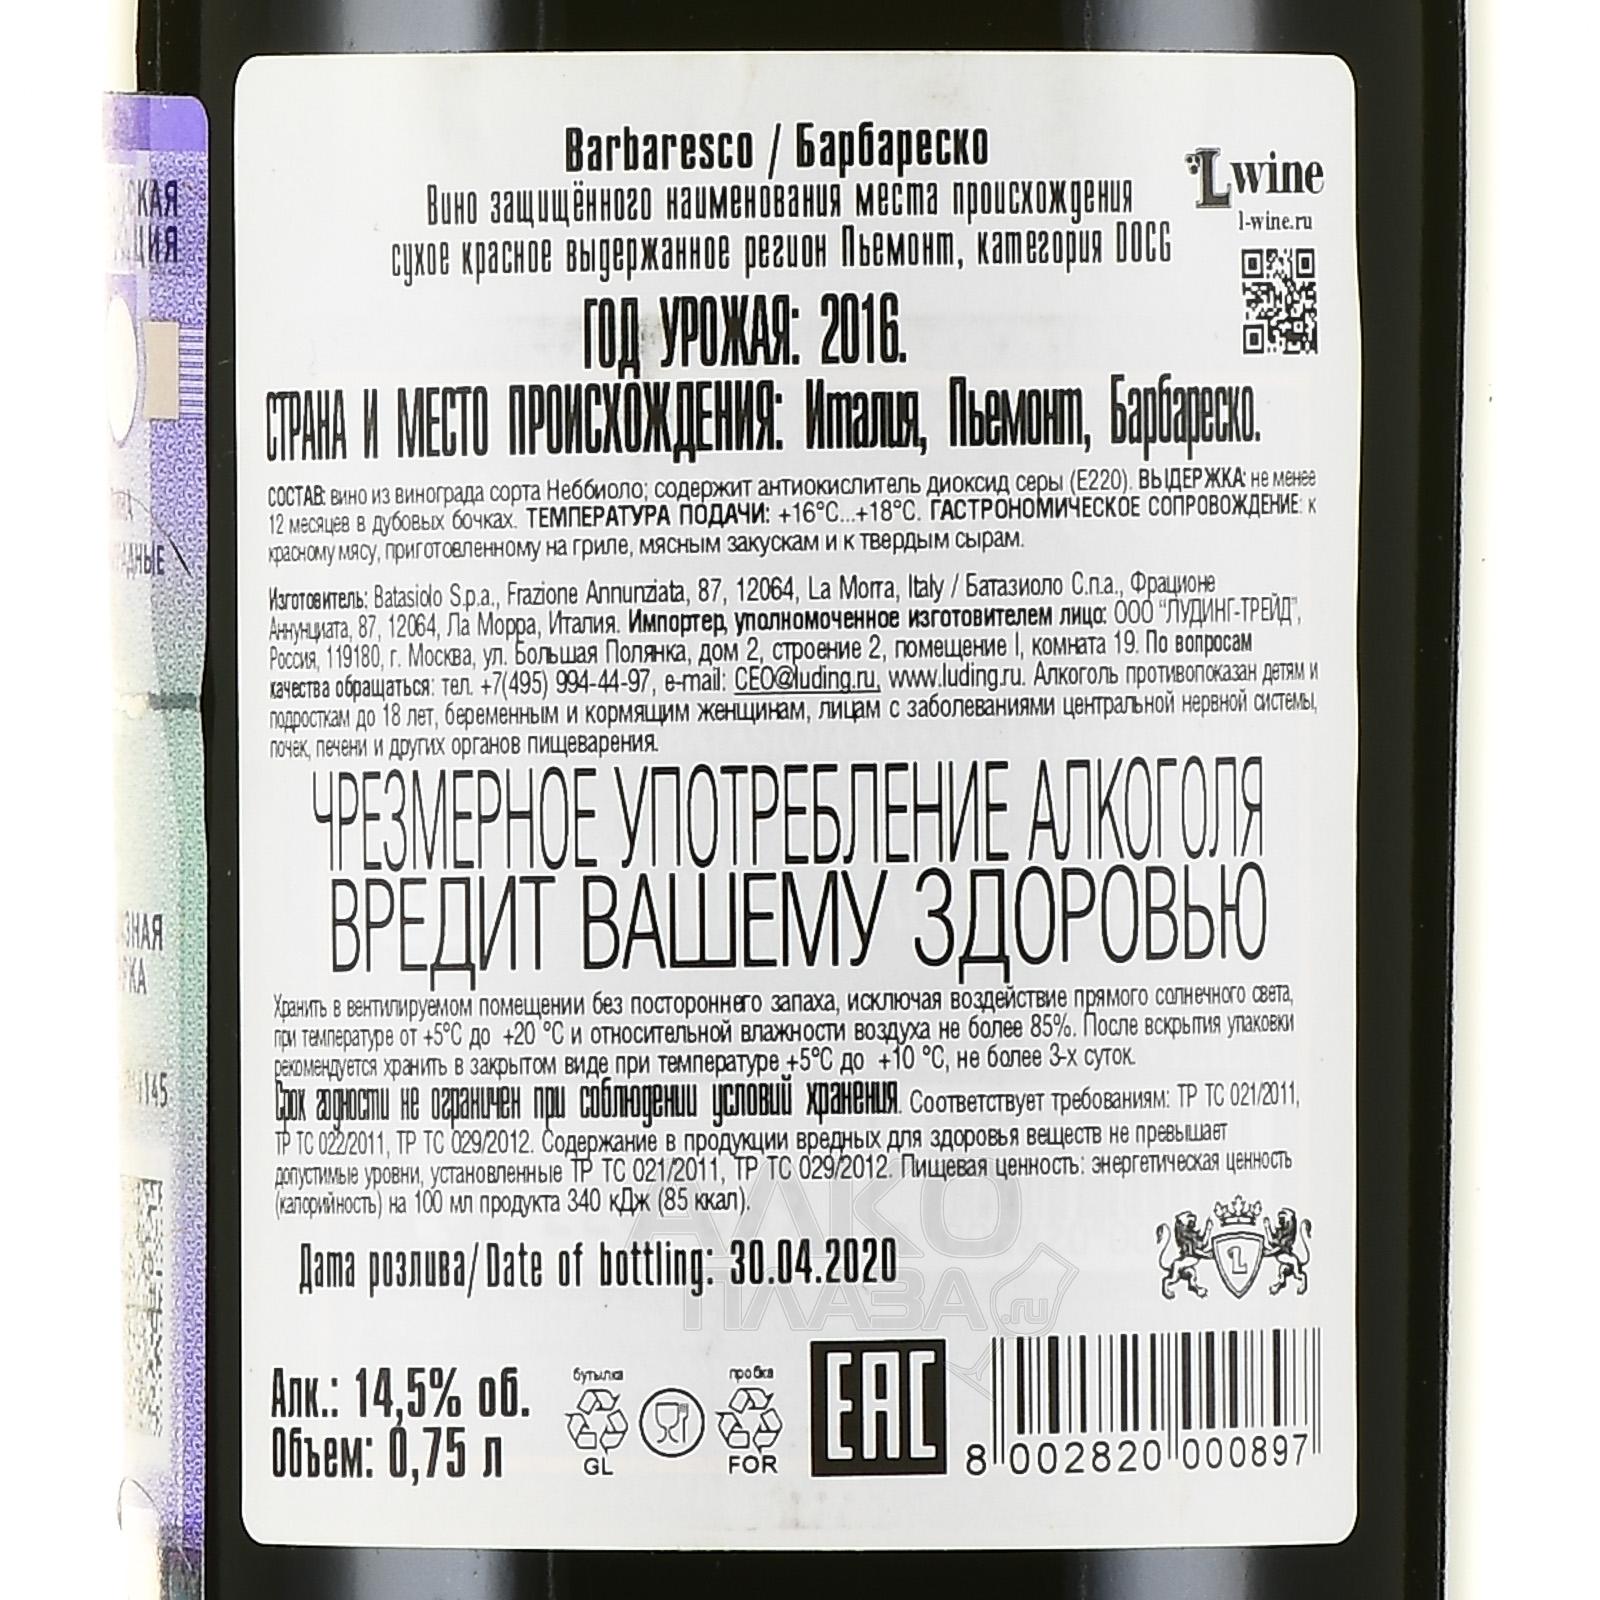 Barbaresco / Барбареско
Lwine
Вино защищённого наименования места происхождения
l-wine.ru
сухое красное выдержанное регион Пьемонт, категория DOCG
ГОД УРОЖАЯ: 2016.
СТРАНА И МЕСТО ПРОИСХОЖДЕНИЯ: Италия, Пьемонт, Барбареско.
СОСТАВ: вино из винограда сорта Неббиоло; содержит антиокислитель диоксид серы (Е220). ВЫДЕРЖКА: не менее
12 месяцев в дубовых бочках. ТЕМПЕРАТУРА ПОДАЧИ: +16°С...+18°С. ГАСТРОНОМИЧЕСКОЕ СОПРОВОЖДЕНИЕ: к
красному мясу, приготовленному на гриле, мясным закускам и к твердым сырам.
Изготовитель: Batasiolo S.p.a., Frazione Annunziata, 87, 12064, La Morra, Italy / Батазиоло С.п.а., Фрационе
Аннунциата, 87, 12064, Ла Морра, Италия. Импортер, уполномоченное изготовителем лицо: ООО "ЛУДИНГ-ТРЕЙД",
Россия, 119180, г. Москва, ул. Большая Полянка, дом 2, строение 2, помещение I, комната 19. По вопросам
качества обращаться: тел. +7(495) 994-44-97, e-mail: CEO@luding.ru, www.luding.ru. Алкоголь противопоказан детям и
подросткам до 18 лет, беременным и кормящим женщинам, лицам с заболеваниями центральной нервной системы,
почек, печени и других органов пищеварения.
ЧРЕЗМЕРНОЕ УПОТРЕБЛЕНИЕ АЛКОГОЛЯ
ВРЕДИТ ВАШЕМУ ЗДОРОВЬЮ
Хранить в вентилируемом помещении без постороннего запаха, исключая воздействие прямого солнечного света,
при температуре от +5°С до +20 °С и относительной влажности воздуха не более 85%. После вскрытия упаковки
рекомендуется хранить в закрытом виде при температуре +5°С до +10 °С, не более 3-х суток.
Срок годности не ограничен при соблюдении условий хранения. Соответствует требованиям: ТР ТС 021/2011,
ТР ТС 022/2011, ТР ТС 029/2012. Содержание в продукции вредных для здоровья веществ не превышает
допустимые уровни, установленные ТР ТС 021/2011, ТР ТС 029/2012. Пищевая ценность: энергетическая ценность
(калорийность) на 100 мл продукта 340 кДж (85 ккал).
АЛКО
ПЛАЗА.ru
Дата розлива/Date of bottling: 30.04.2020
L
Алк.: 14,5% об.
Объем: 0,75 л
бутылка
GL
пробка
FOR
EAC
8 002820 000897